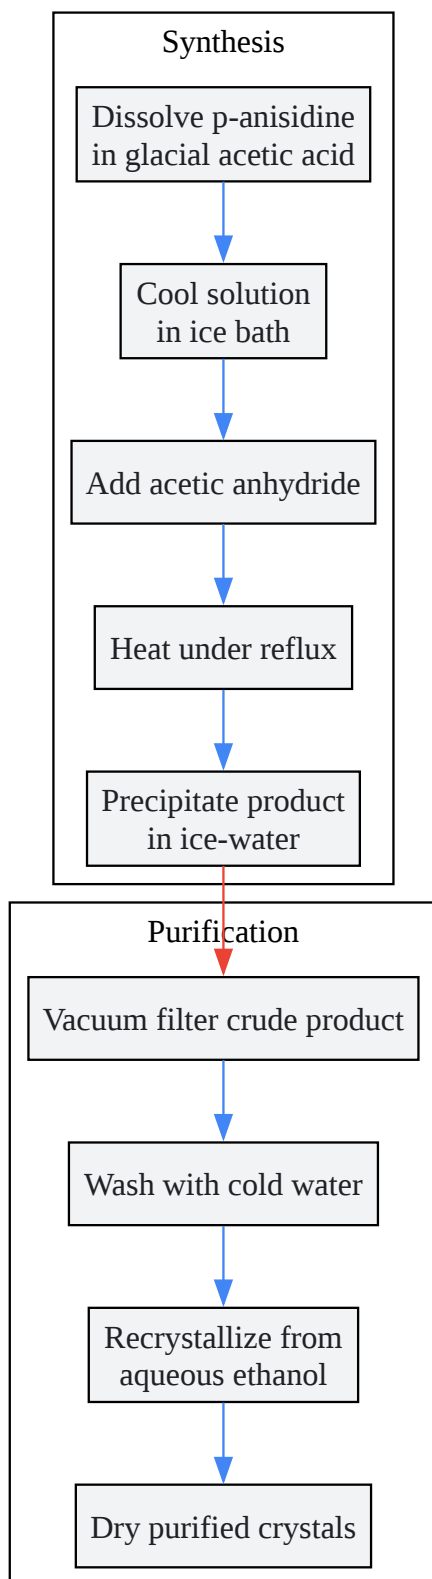 Synthesis
Dissolve p-anisidine
in glacial acetic acid
Cool solution
in ice bath
Add acetic anhydride
Heat under reflux
Precipitate product
in ice-water
Purification
Vacuum filter crude product
Wash with cold water
Recrystallize from
aqueous ethanol
Dry purified crystals